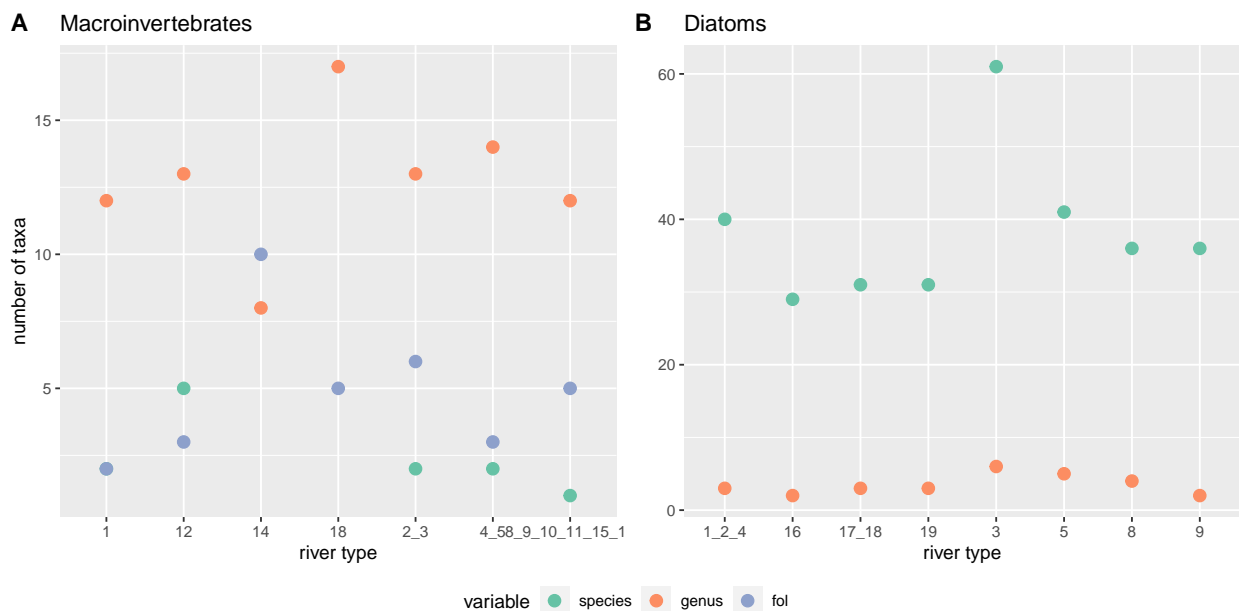 A Macroinvertebrates
number of taxa
15
10
5
1 12 14 18 2_3 4_58_9_10_11_15_1
river type
B Diatoms
60
40
20
0
1_2_4 16 17_18 19 3 5 8 9
river type
variable species genus fol